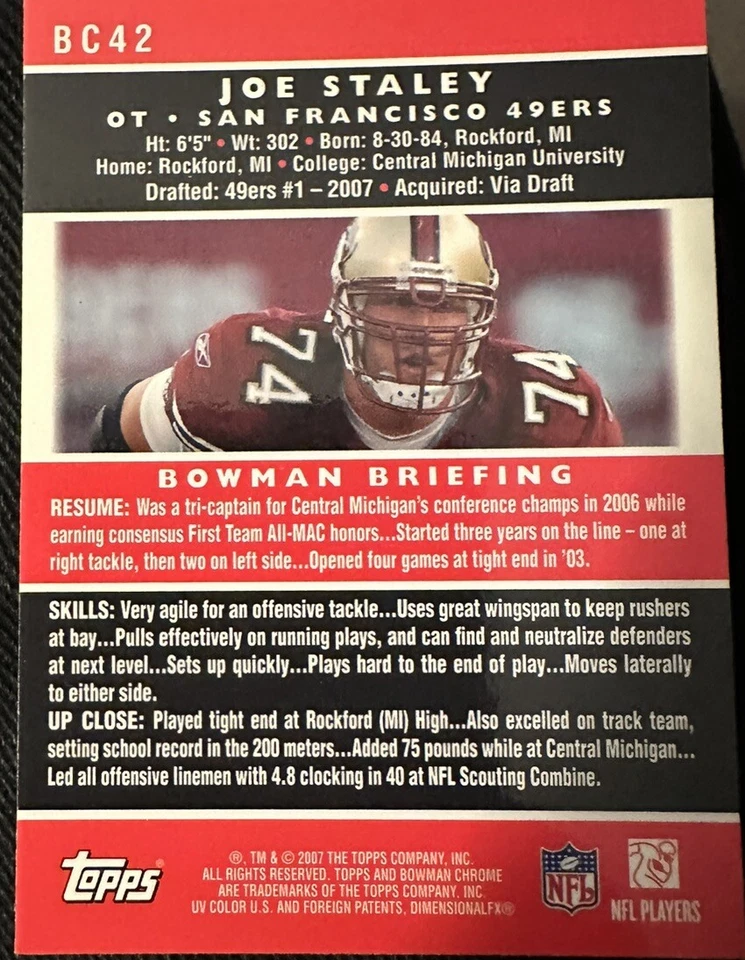 BC42
JOE STALEY
OT • SAN FRANCISCO 49ERS
Ht: 6'5" • Wt: 302 • Born: 8-30-84, Rockford, MI
Home: Rockford, MI • College: Central Michigan University
Drafted: 49ers #1 – 2007 • Acquired: Via Draft
74 74
BOWMAN BRIEFING
RESUME: Was a tri-captain for Central Michigan's conference champs in 2006 while
earning consensus First Team All-MAC honors...Started three years on the line – one at
right tackle, then two on left side...Opened four games at tight end in '03.
SKILLS: Very agile for an offensive tackle...Uses great wingspan to keep rushers
at bay...Pulls effectively on running plays, and can find and neutralize defenders
at next level...Sets up quickly...Plays hard to the end of play...Moves laterally
to either side.
UP CLOSE: Played tight end at Rockford (MI) High...Also excelled on track team,
setting school record in the 200 meters...Added 75 pounds while at Central Michigan...
Led all offensive linemen with 4.8 clocking in 40 at NFL Scouting Combine.
Topps®
®, TM & © 2007 THE TOPPS COMPANY, INC.
ALL RIGHTS RESERVED. TOPPS AND BOWMAN CHROME
ARE TRADEMARKS OF THE TOPPS COMPANY, INC
UV COLOR U.S. AND FOREIGN PATENTS, DIMENSIONALFX®
NFL
NFL PLAYERS